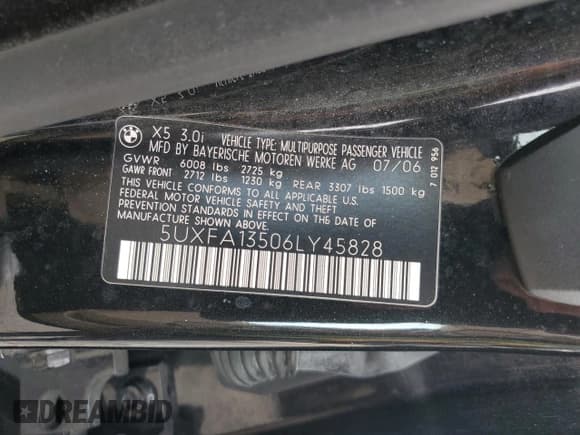 X5 3.0i VEHICLE TYPE: MULTIPURPOSE PASSENGER VEHICLE
MFD BY BAYERISCHE MOTOREN WERKE AG 07/06
GVWR 6008 lbs 2725 kg
GAWR FRONT 2712 lbs 1230 kg REAR 3307 lbs 1500 kg
THIS VEHICLE CONFORMS TO ALL APPLICABLE
FEDERAL MOTOR VEHICLE SAFETY AND THEFT
PREVENTION STANDARDS IN EFFECT ON THE DATE OF
MANUFACTURE SHOWN ABOVE.
5UXFA13506LY45828
7 012 956
DREAMBID